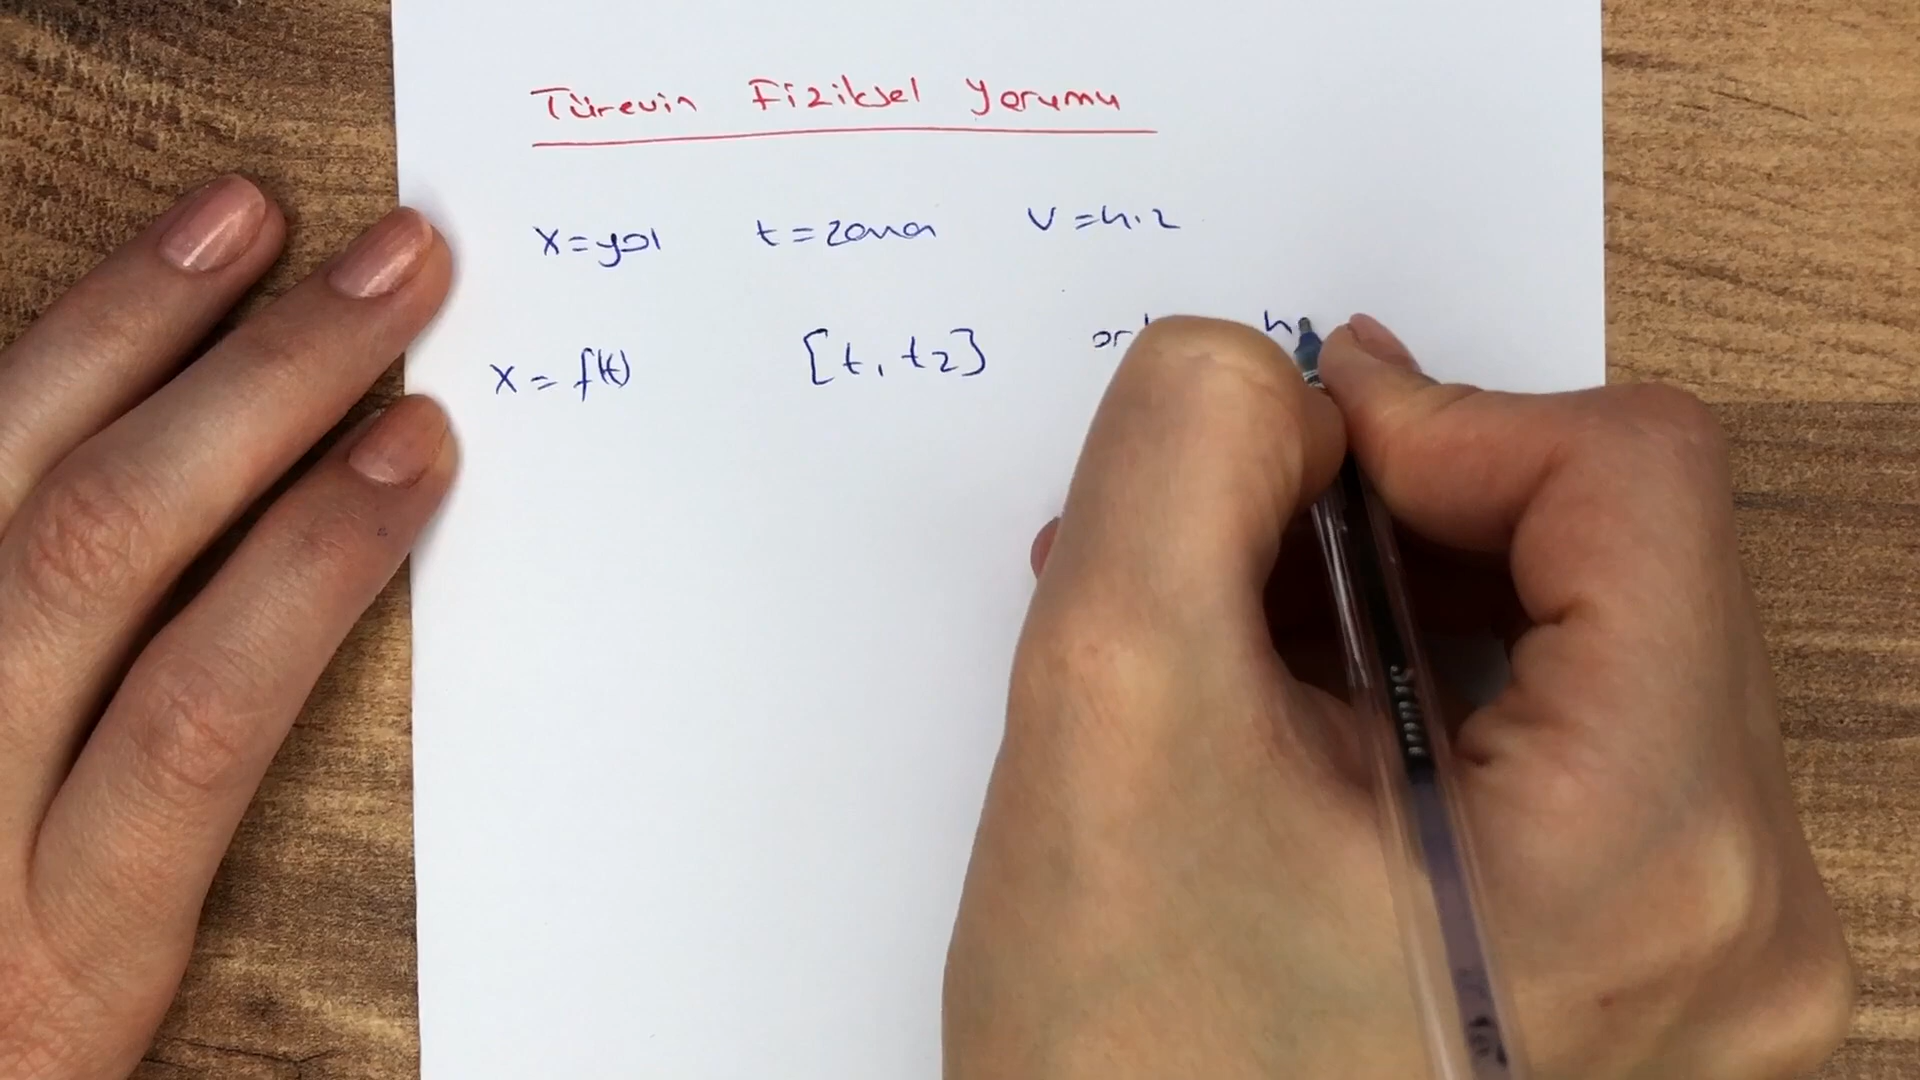 Türevin Fiziksel Yorumu
x = yol t = zaman v = hız
x = f(t) [t₁ t₂]